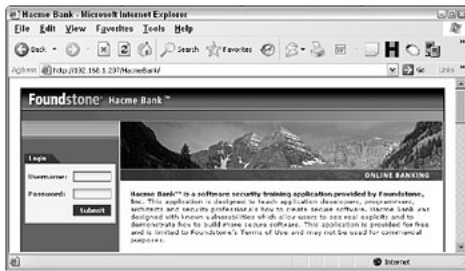 Hacme Bank - Microsoft Internet Explorer
File Edit View Favorites Tools Help
Back Search Favorites
Address http://192.168.1.297/HacmeBank/ Go Links
Foundstone Hacme Bank™
ONLINE BANKING
Login
Username:
Password:
Submit
Hacme Bank™ is a software security training application provided by Foundstone,
Inc. This application is designed to teach application developers, programmers,
architects and security professionals how to create secure software. Hacme Bank was
designed with known vulnerabilities which allow users to see real exploits and to
demonstrate how to build more secure software. This application is provided for free
and is limited to Foundstone's Terms of Use and may not be used for commercial
purposes.
Internet